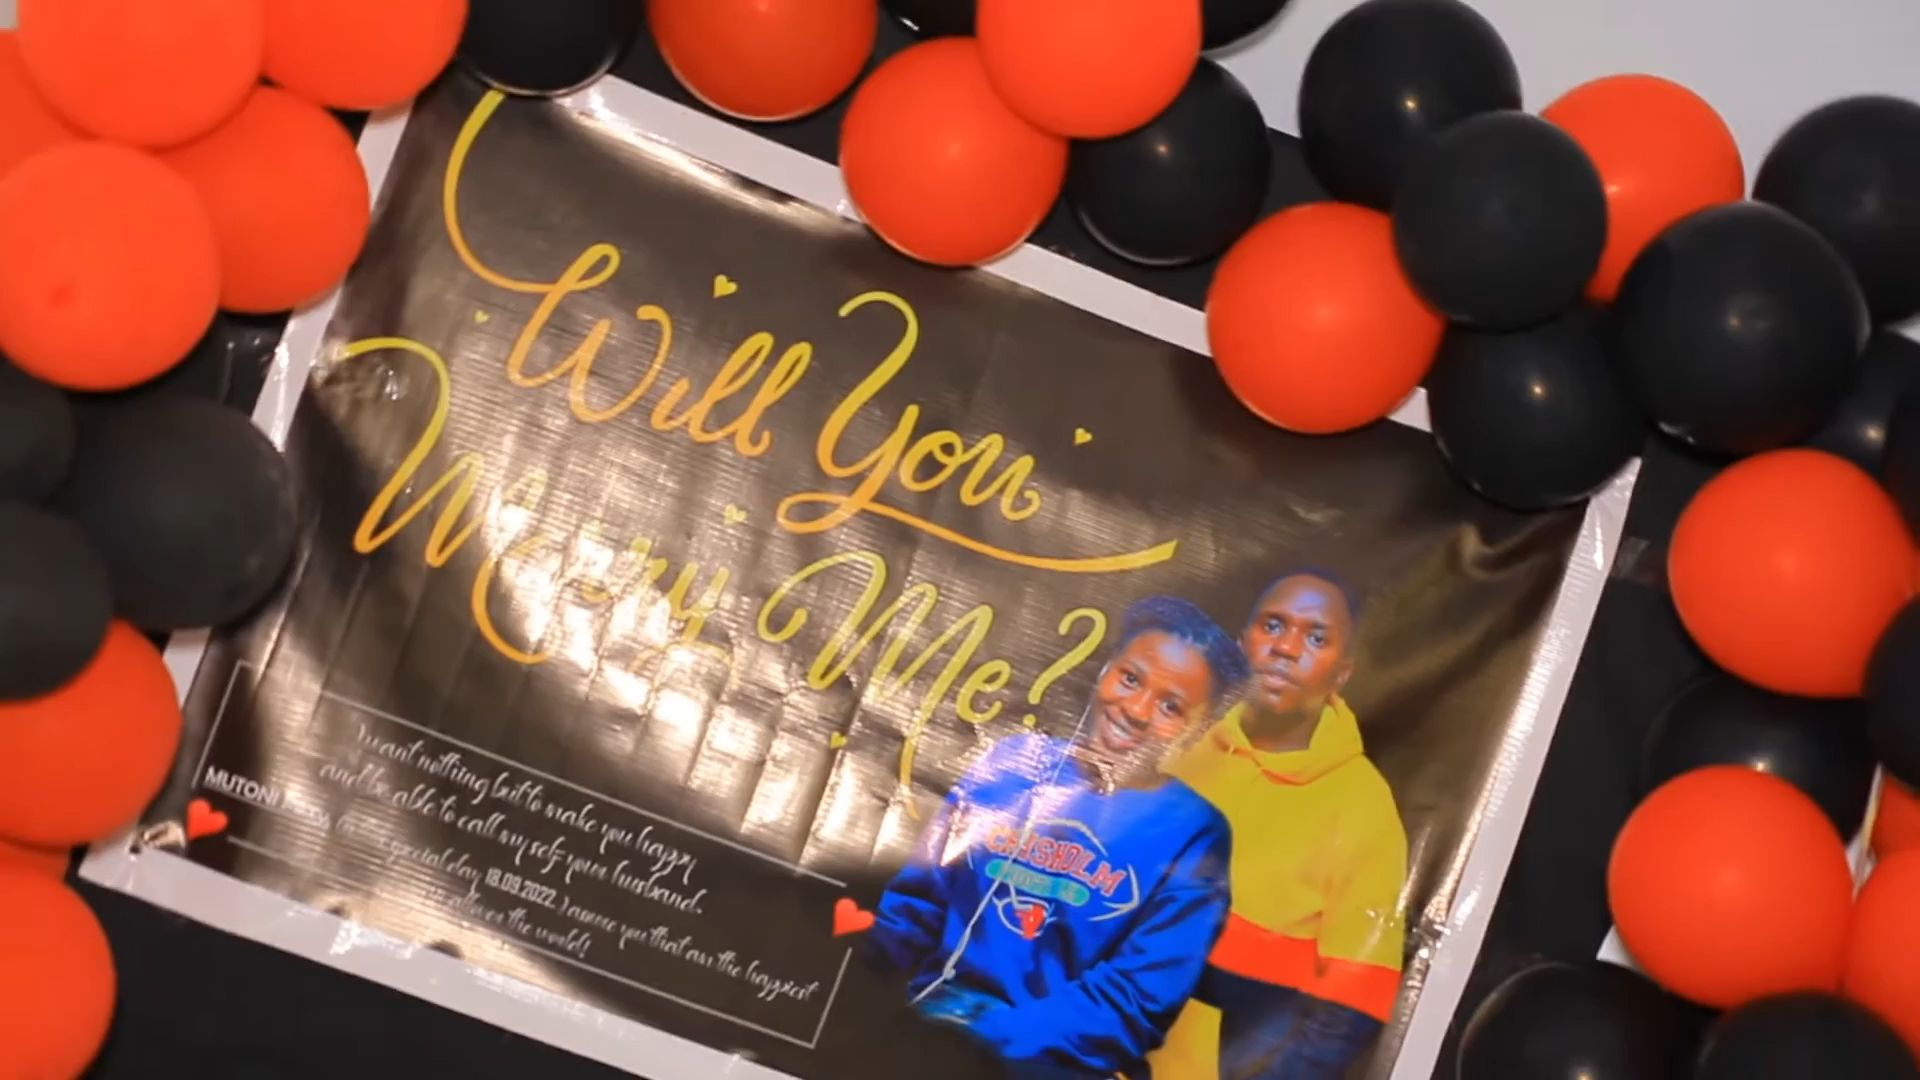 Will You
Marry Me?
I want nothing but to make you happy
and be able to call my self your husband.
MUTONI
special day 18.09.2022 I assure you that am the happiest
in the world!
CHISHOLM